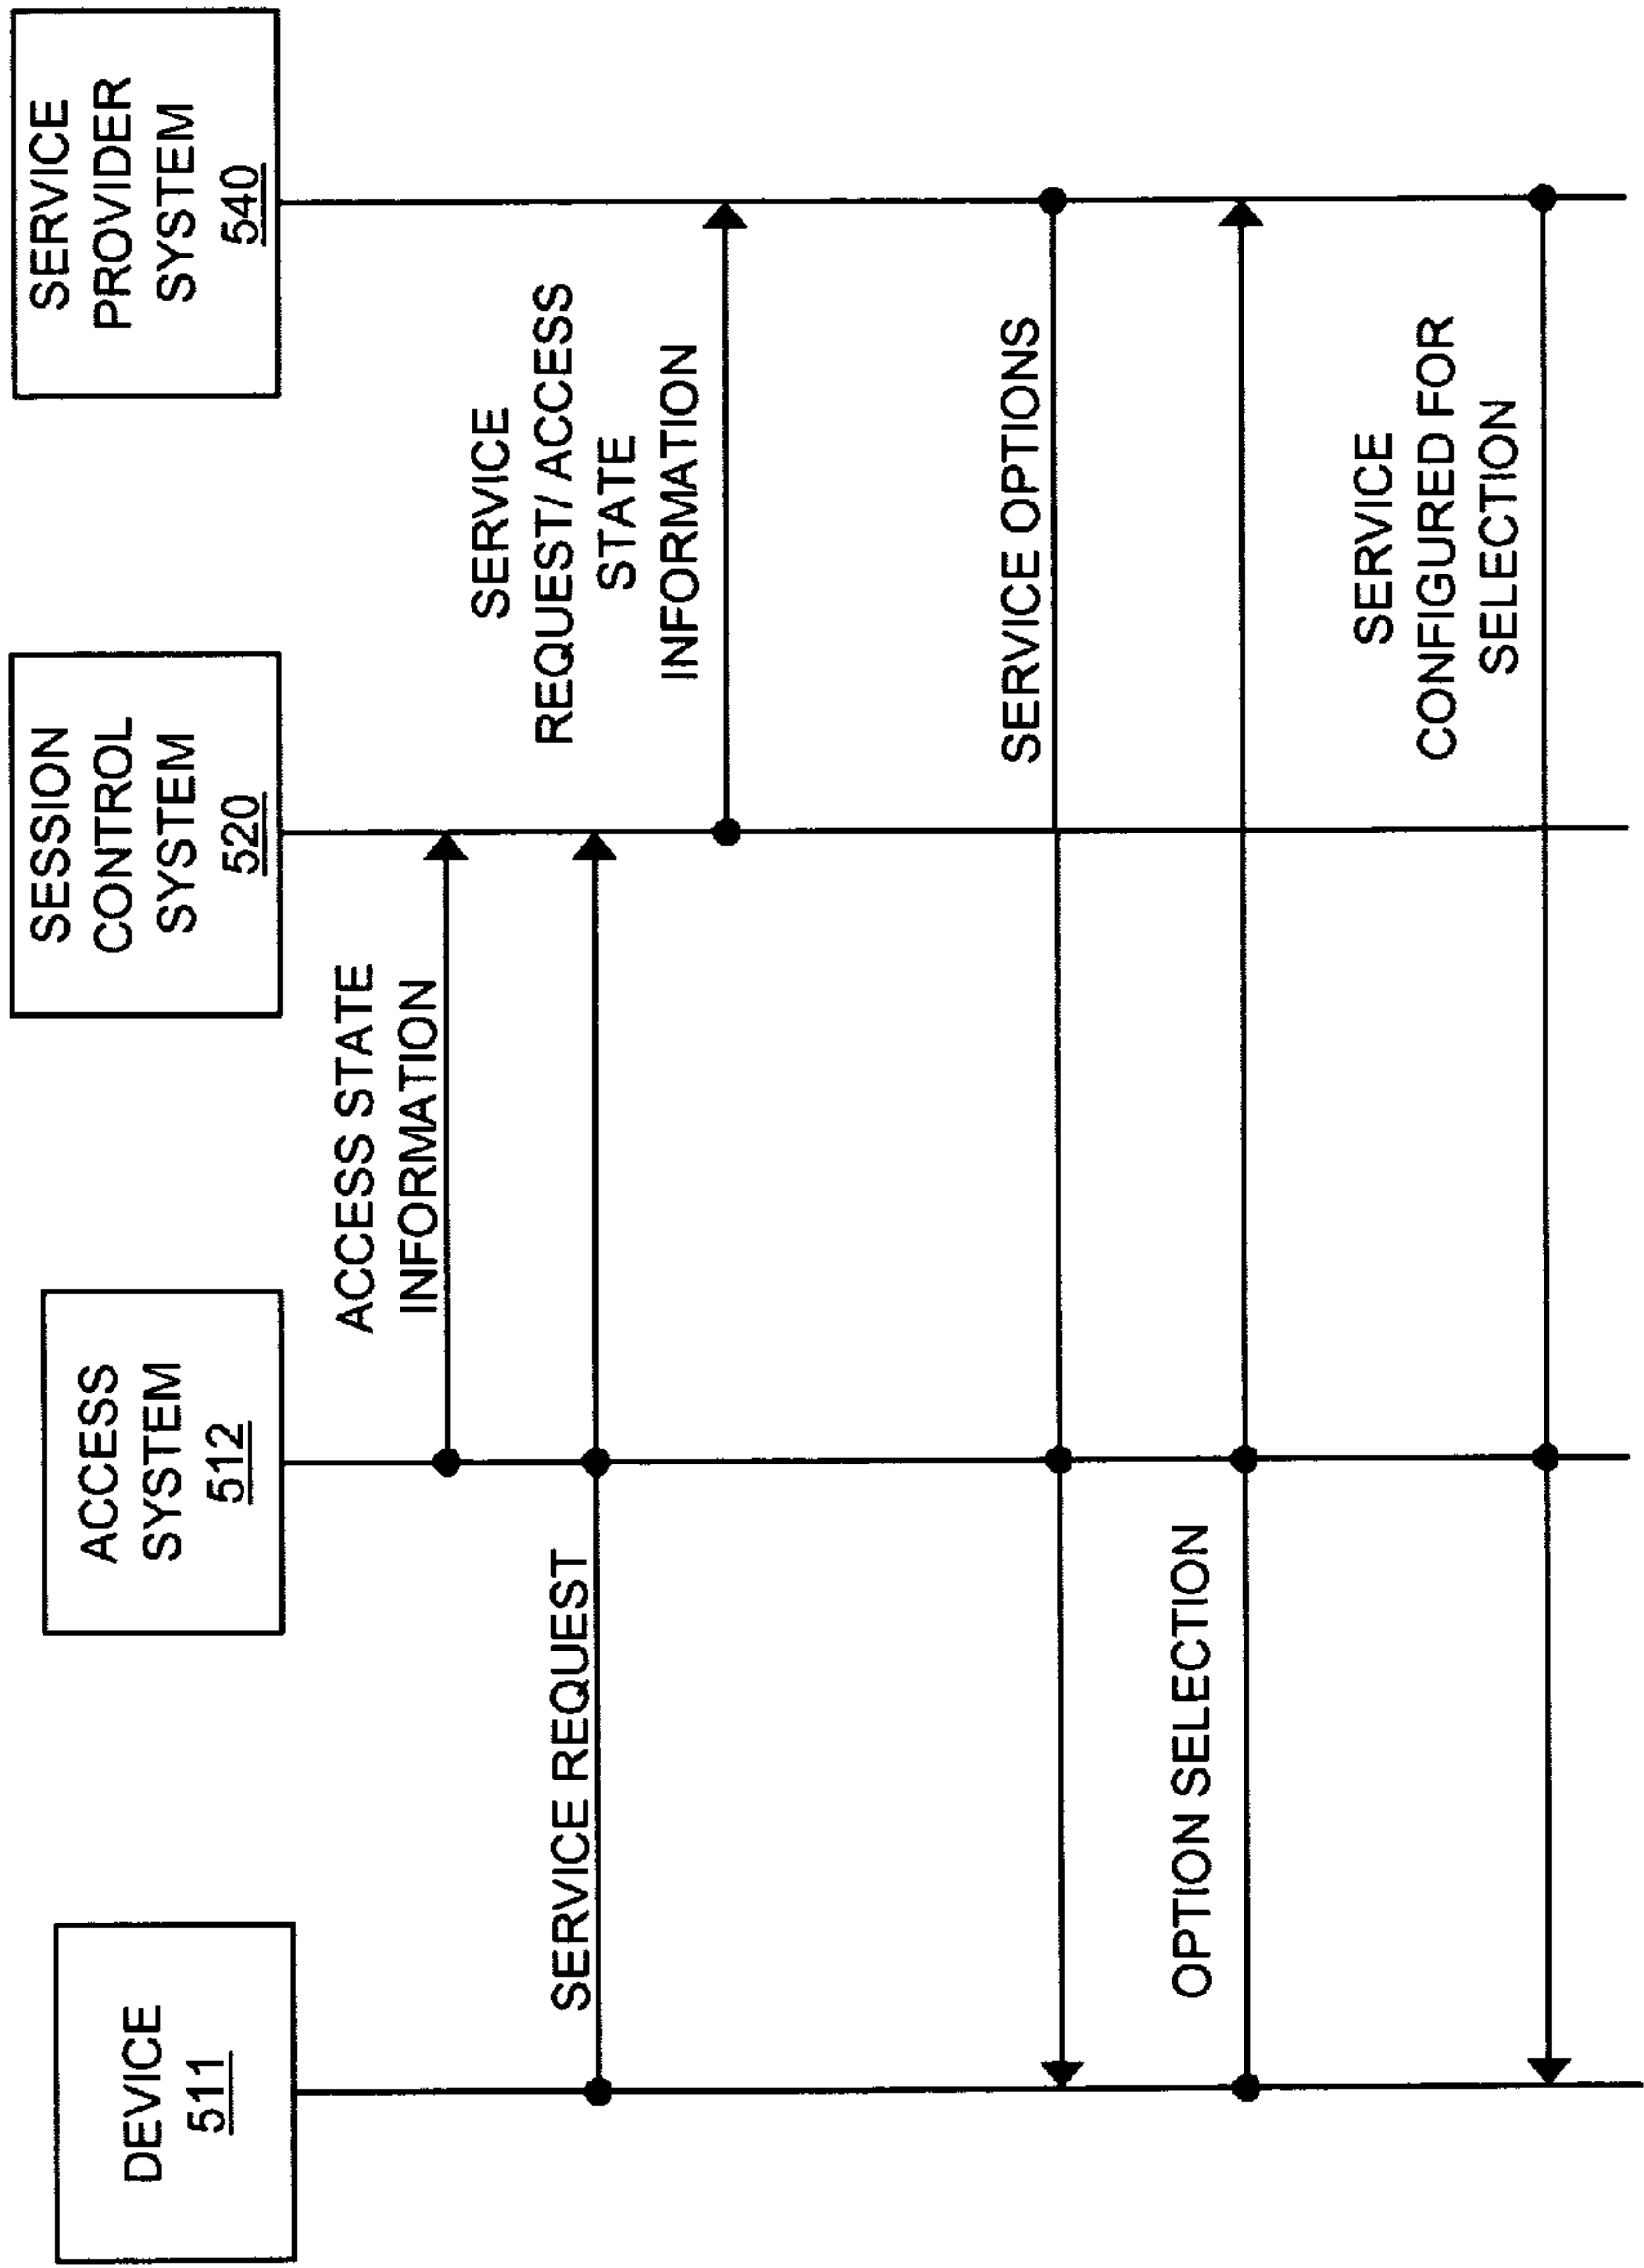 DEVICE
511
ACCESS
SYSTEM
512
SESSION
CONTROL
SYSTEM
520
SERVICE
PROVIDER
SYSTEM
540
ACCESS STATE
INFORMATION
SERVICE REQUEST
SERVICE
REQUEST/ ACCESS
STATE
INFORMATION
SERVICE OPTIONS
OPTION SELECTION
SERVICE
CONFIGURED FOR
SELECTION